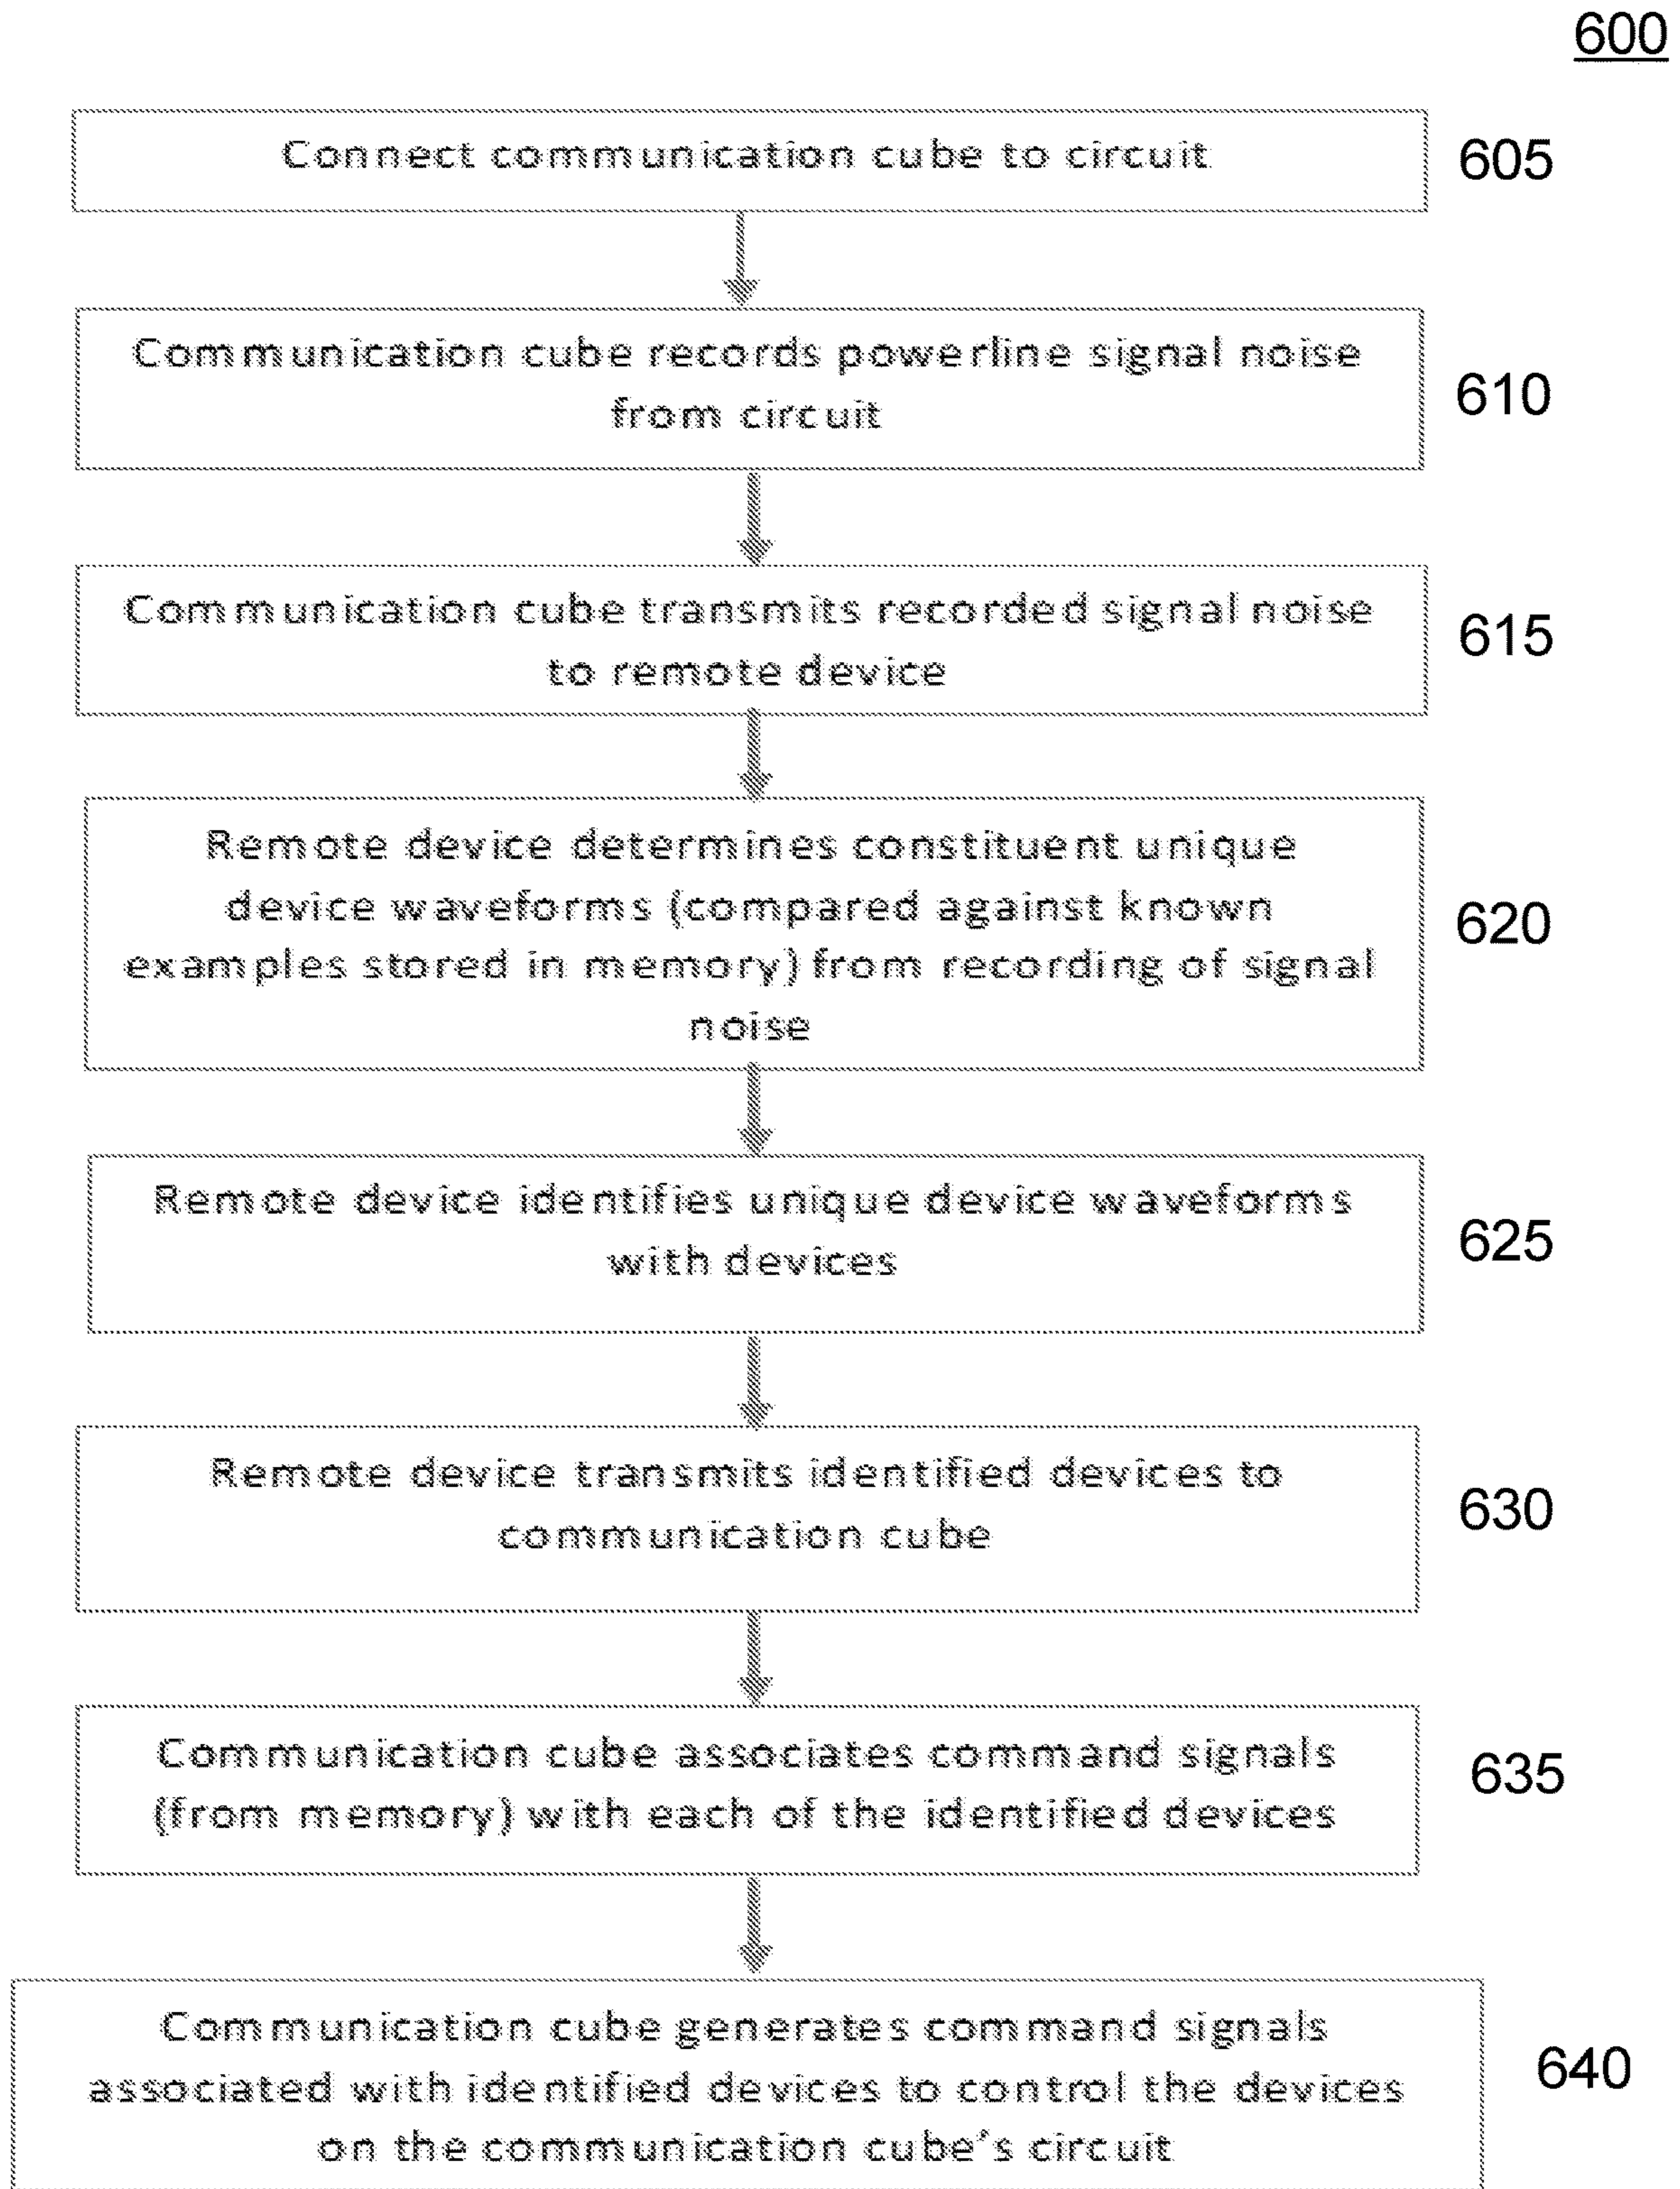 600
Connect communication cube to circuit
605
Communication cube records powerline signal noise
from circuit
610
Communication cube transmits recorded signal noise
to remote device
615
Remote device determines constituent unique
device waveforms (compared against known
examples stored in memory) from recording of signal
noise
620
Remote device identifies unique device waveforms
with devices
625
Remote device transmits identified devices to
communication cube
630
Communication cube associates command signals
(from memory) with each of the identified devices
635
Communication cube generates command signals
associated with identified devices to control the devices
on the communication cube's circuit
640